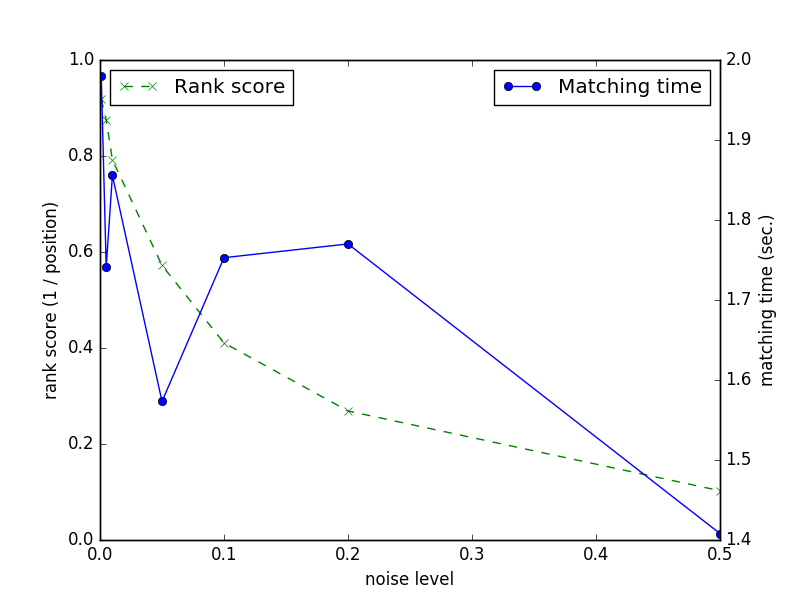 1.0
0.8
0.6
0.4
0.2
0.0
rank score (1 / position)
Rank score
Matching time
2.0
1.9
1.8
1.7
1.6
1.5
1.4
matching time (sec.)
0.0 0.1 0.2 0.3 0.4 0.5
noise level